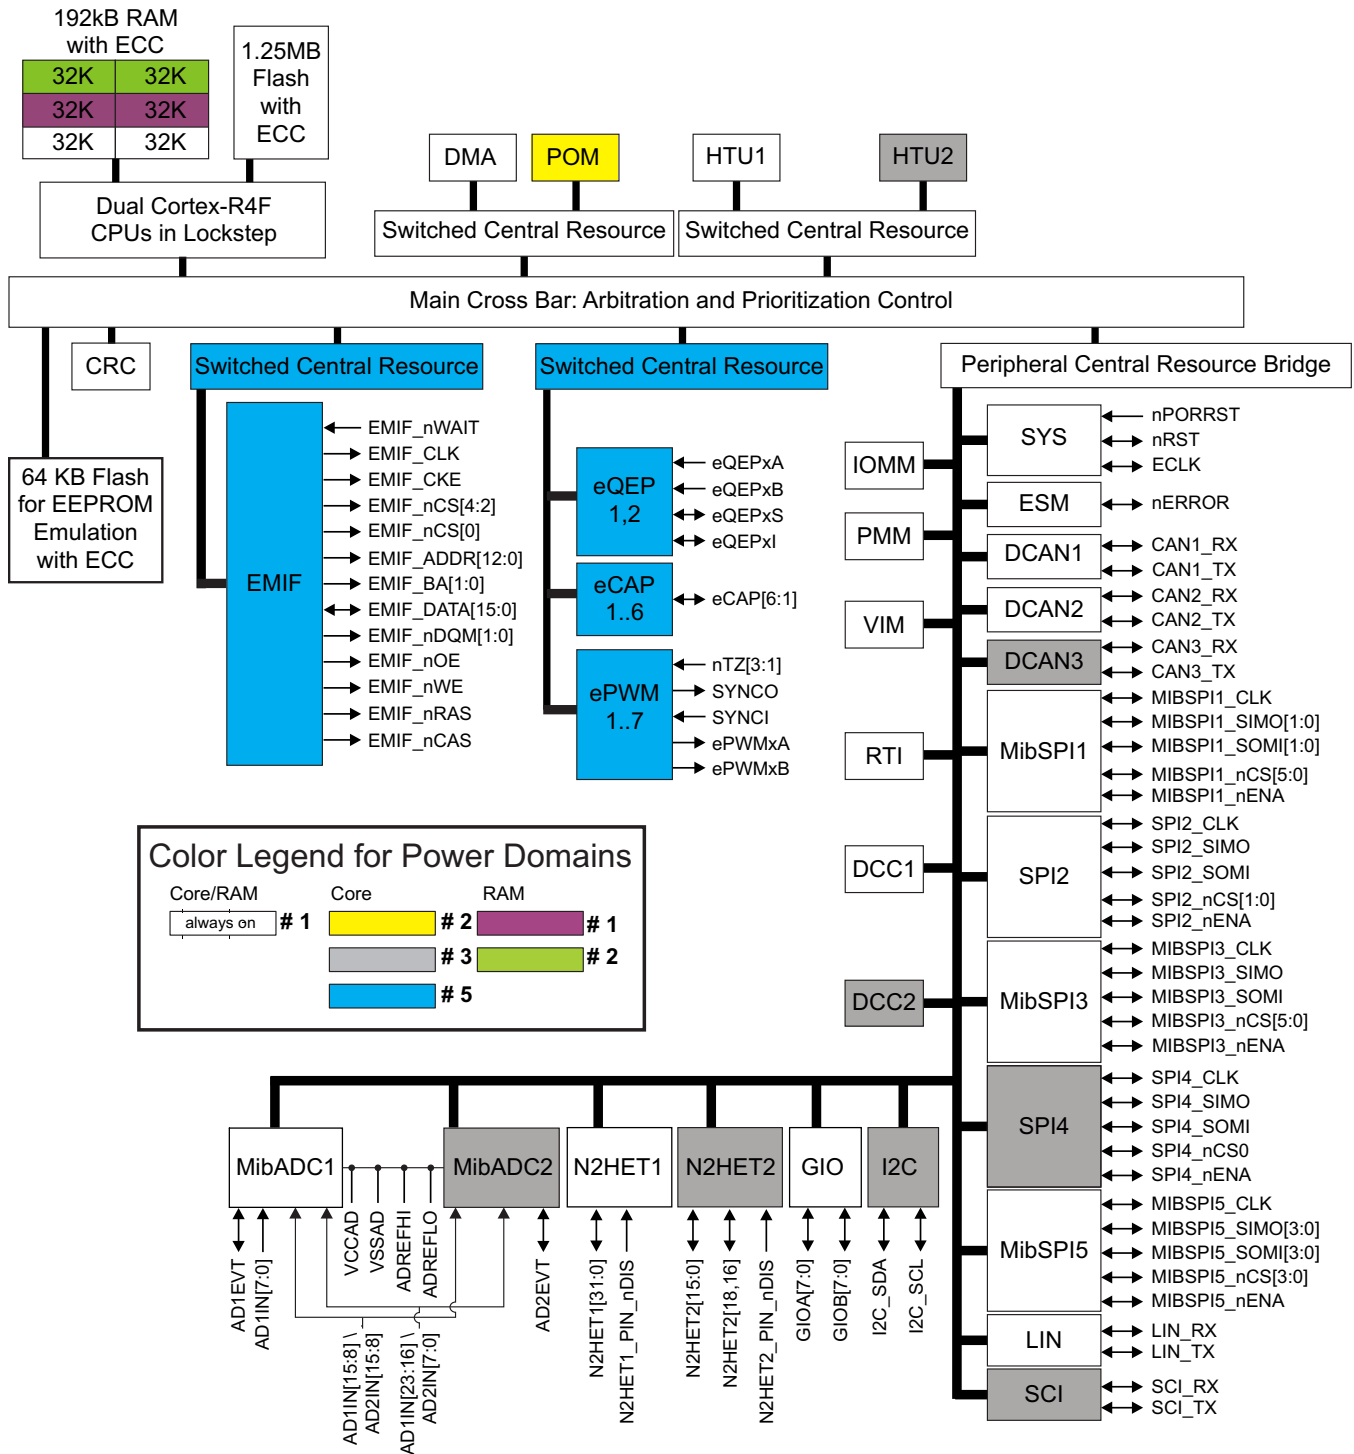 192kB RAM
with ECC
32K 32K
32K 32K
32K 32K
1.25MB
Flash
with
ECC
Dual Cortex-R4F
CPUs in Lockstep
DMA
POM
HTU1
HTU2
Switched Central Resource
Switched Central Resource
Main Cross Bar: Arbitration and Prioritization Control
CRC
Switched Central Resource
Switched Central Resource
Peripheral Central Resource Bridge
64 KB Flash
for EEPROM
Emulation
with ECC
EMIF
EMIF_nWAIT
EMIF_CLK
EMIF_CKE
EMIF_nCS[4:2]
EMIF_nCS[0]
EMIF_ADDR[12:0]
EMIF_BA[1:0]
EMIF_DATA[15:0]
EMIF_nDQM[1:0]
EMIF_nOE
EMIF_nWE
EMIF_nRAS
EMIF_nCAS
eQEP
1,2
eQEPxA
eQEPxB
eQEPxS
eQEPxI
eCAP
1..6
eCAP[6:1]
ePWM
1..7
nTZ[3:1]
SYNCO
SYNCI
ePWMxA
ePWMxB
IOMM
PMM
VIM
RTI
DCC1
DCC2
SYS
nPORRST
nRST
ECLK
ESM
nERROR
DCAN1
CAN1_RX
CAN1_TX
DCAN2
CAN2_RX
CAN2_TX
DCAN3
CAN3_RX
CAN3_TX
MibSPI1
MIBSPI1_CLK
MIBSPI1_SIMO[1:0]
MIBSPI1_SOMI[1:0]
MIBSPI1_nCS[5:0]
MIBSPI1_nENA
SPI2
SPI2_CLK
SPI2_SIMO
SPI2_SOMI
SPI2_nCS[1:0]
SPI2_nENA
MibSPI3
MIBSPI3_CLK
MIBSPI3_SIMO
MIBSPI3_SOMI
MIBSPI3_nCS[5:0]
MIBSPI3_nENA
SPI4
SPI4_CLK
SPI4_SIMO
SPI4_SOMI
SPI4_nCS0
SPI4_nENA
MibSPI5
MIBSPI5_CLK
MIBSPI5_SIMO[3:0]
MIBSPI5_SOMI[3:0]
MIBSPI5_nCS[3:0]
MIBSPI5_nENA
LIN
LIN_RX
LIN_TX
SCI
SCI_RX
SCI_TX
Color Legend for Power Domains
Core/RAM Core RAM
always on # 1 # 2 # 1
# 3 # 2
# 5
MibADC1
MibADC2
N2HET1
N2HET2
GIO
I2C
AD1EVT
AD1IN[7:0]
VCCAD
VSSAD
ADREFHI
ADREFLO
AD1IN[15:8] \
AD2IN[15:8]
AD1IN[23:16] \
AD2IN[7:0]
AD2EVT
N2HET1[31:0]
N2HET1_PIN_nDIS
N2HET2[15:0]
N2HET2[18,16]
N2HET2_PIN_nDIS
GIOA[7:0]
GIOB[7:0]
I2C_SDA
I2C_SCL